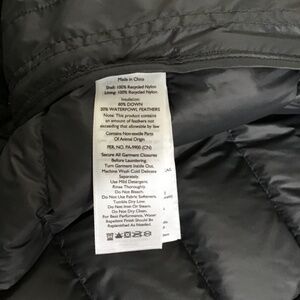 Made in China
Shell: 100% Recycled Nylon
Lining: 100% Recycled Nylon
Insulation:
80% DOWN
20% WATERFOWL FEATHERS
Note: This product contains
an amount of feathers not
exceeding that allowable by law
Contains Non-textile Parts
Of Animal Origin
PER. NO. PA-9900 (CN)
Secure All Garment Closures
Before Laundering.
Turn Garment Inside Out.
Machine Wash Cold Delicate
Separately.
Use Mild Detergent.
Rinse Thoroughly
Do Not Bleach.
Do Not Use Fabric Softeners.
Tumble Dry Low
Do Not Iron Or Steam.
Do Not Dry Clean.
For Best Performance, Water
Repellent Finish Should Be
Replenished As Needed.